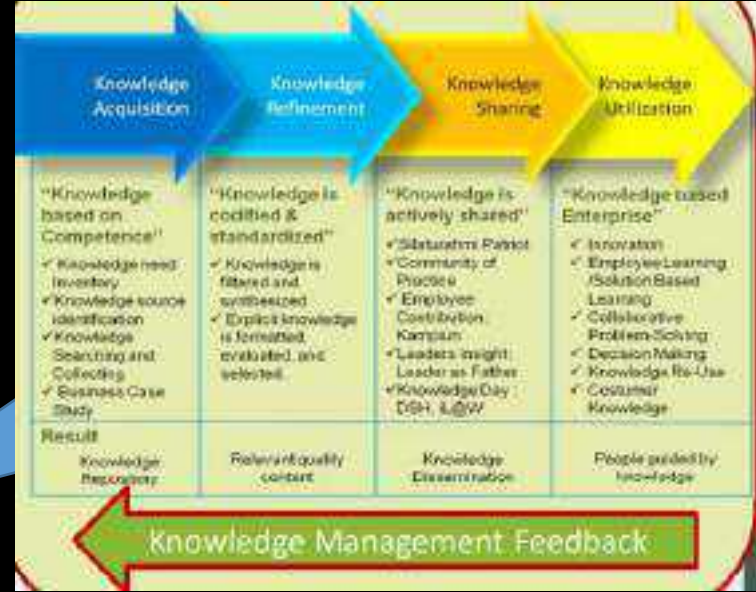 Knowledge
Acquisition
Knowledge
Refinement
Knowledge
Sharing
Knowledge
Utilization
"Knowledge
based on
Competence"
✓ Knowledge need
Inventory
✓Knowledge source
identification
✓Knowledge
Searching and
Collecting
✓ Business Case
Study
"Knowledge is
codified &
standardized"
✓ Knowledge is
filtered and
synthesized
✓ Explicit knowledge
is formatted,
evaluated, and
selected.
"Knowledge is
actively shared"
✓Silaturahmi Patriot
✓Community of
Practice
✓ Employee
Contribution,
Kampium
✓Leaders Insight,
Leader as Father
✓Knowledge Day
DSH,
"Knowledge based
Enterprise"
✓ Innovation
✓ Employee Learning
/Solution Based
Learning
✓ Collaborative
Problem-Solving
✓ Decision Making
✓ Knowledge Re-Use
✓ Costumer
Knowledge
Result
Knowledge
Repository
Relevant quality
content
Knowledge
Dissemination
People guided by
knowledge
Knowledge Management Feedback